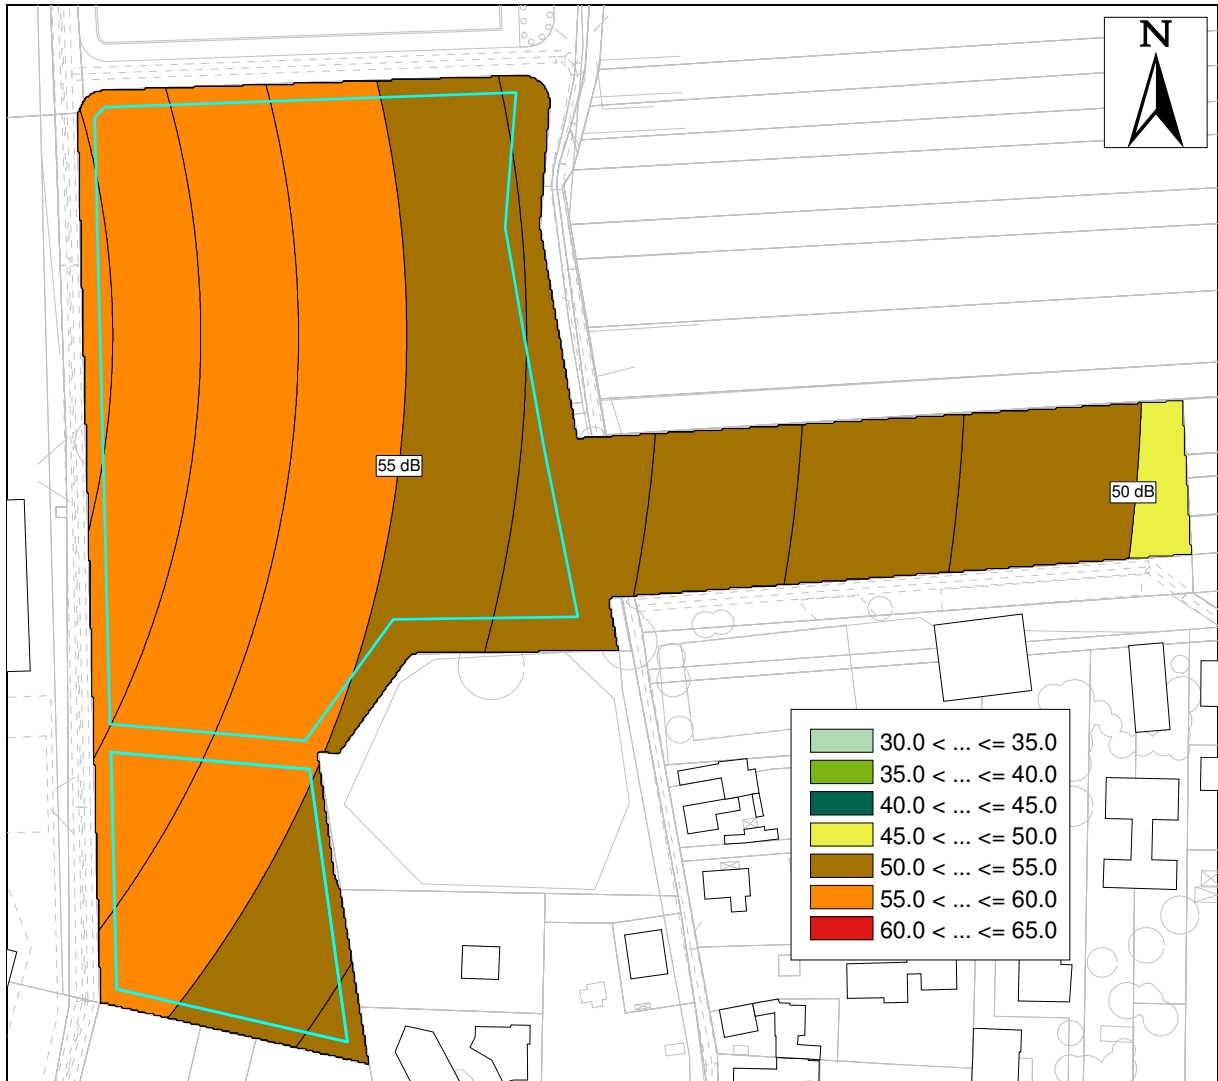 N
55 dB
50 dB
30.0 < ... <= 35.0
35.0 < ... <= 40.0
40.0 < ... <= 45.0
45.0 < ... <= 50.0
50.0 < ... <= 55.0
55.0 < ... <= 60.0
60.0 < ... <= 65.0